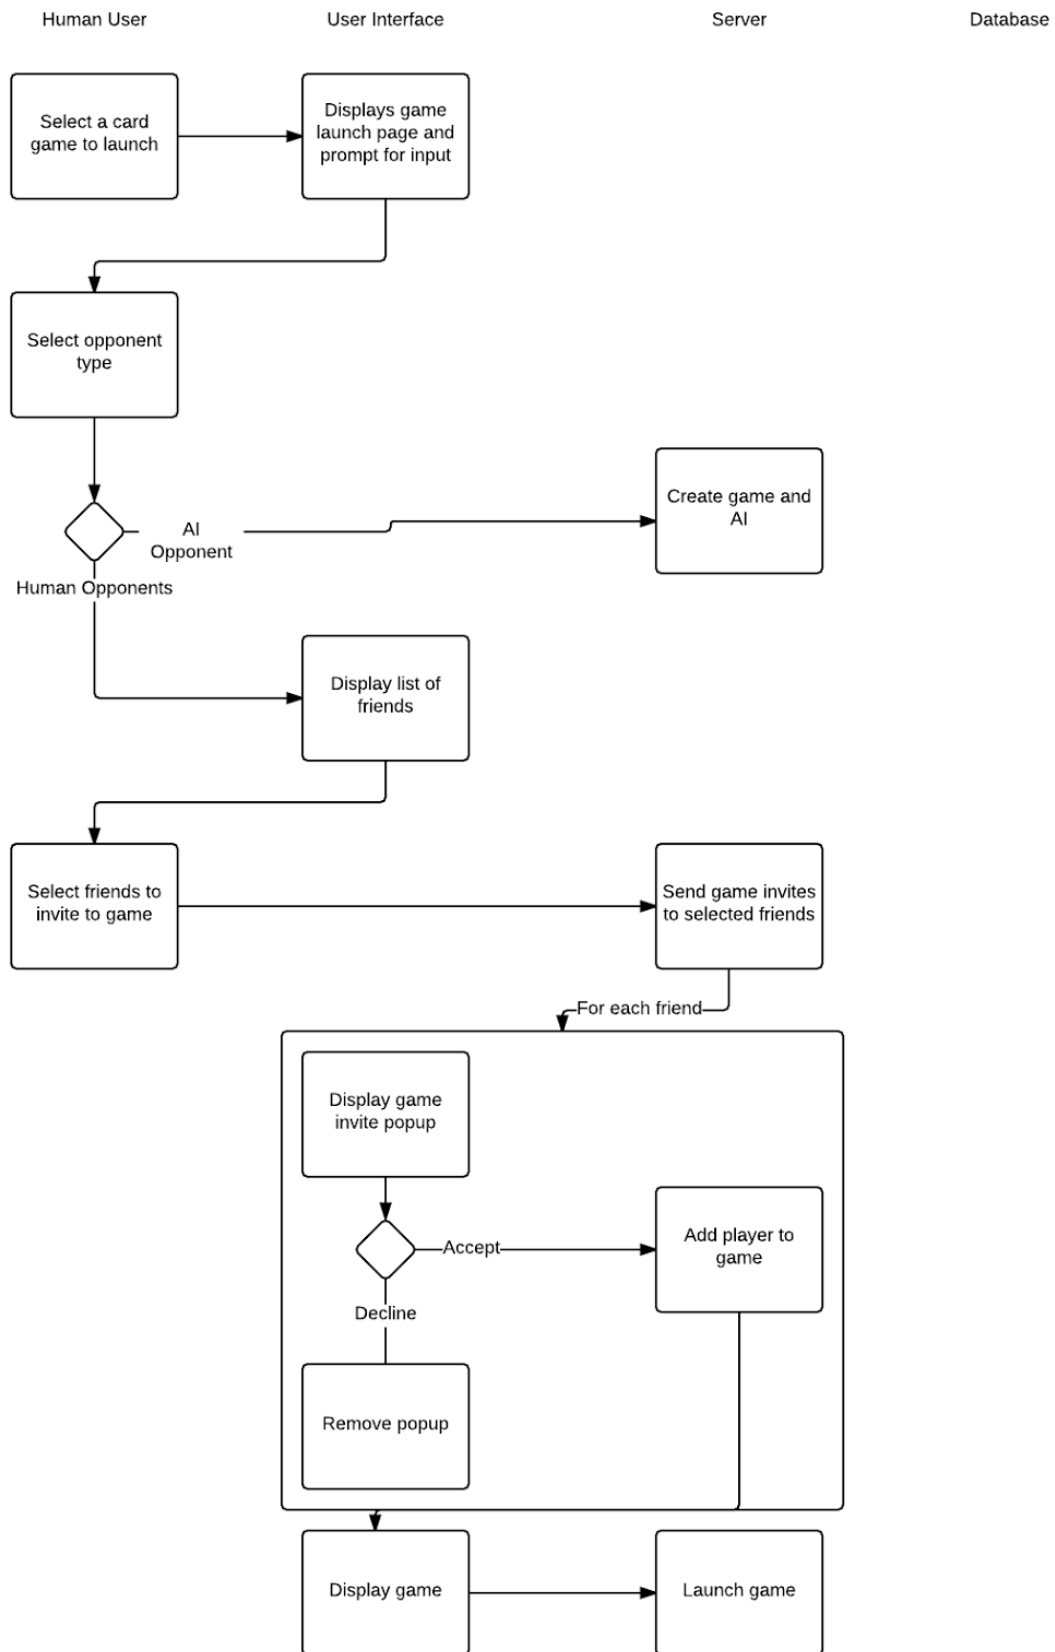 Human User
User Interface
Server
Database
Select a card
game to launch
Displays game
launch page and
prompt for input
Select opponent
type
Create game and
AI
AI
Opponent
Human Opponents
Display list of
friends
Select friends to
invite to game
Send game invites
to selected friends
For each friend
Display game
invite popup
Accept
Add player to
game
Decline
Remove popup
Display game
Launch game